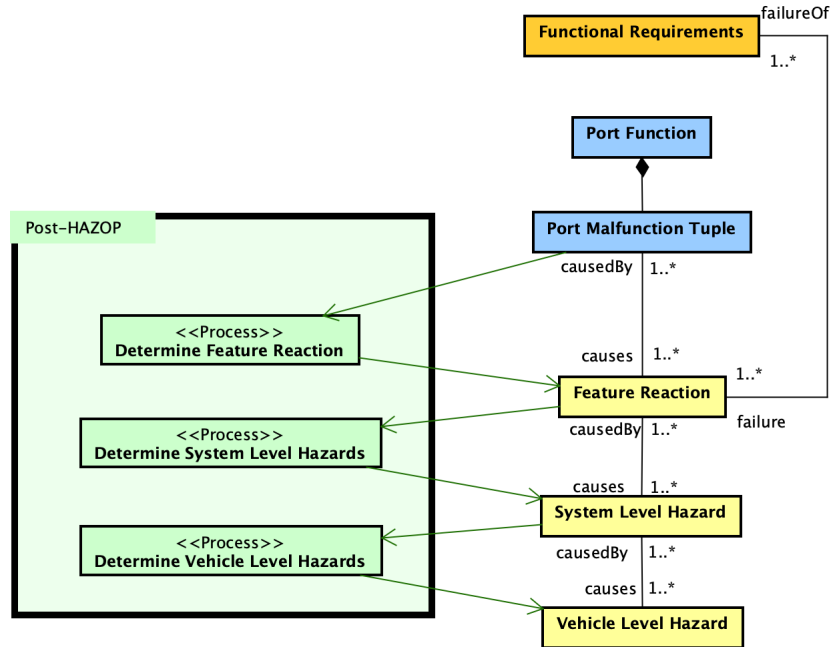 failureOf
Functional Requirements
1..*
Port Function
Post-HAZOP
Port Malfunction Tuple
causedBy
1..*
<<Process>>
Determine Feature Reaction
causes
1..*
1..*
Feature Reaction
failure
causedBy
1..*
<<Process>>
Determine System Level Hazards
causes
1..*
System Level Hazard
<<Process>>
Determine Vehicle Level Hazards
causedBy
1..*
causes
1..*
Vehicle Level Hazard